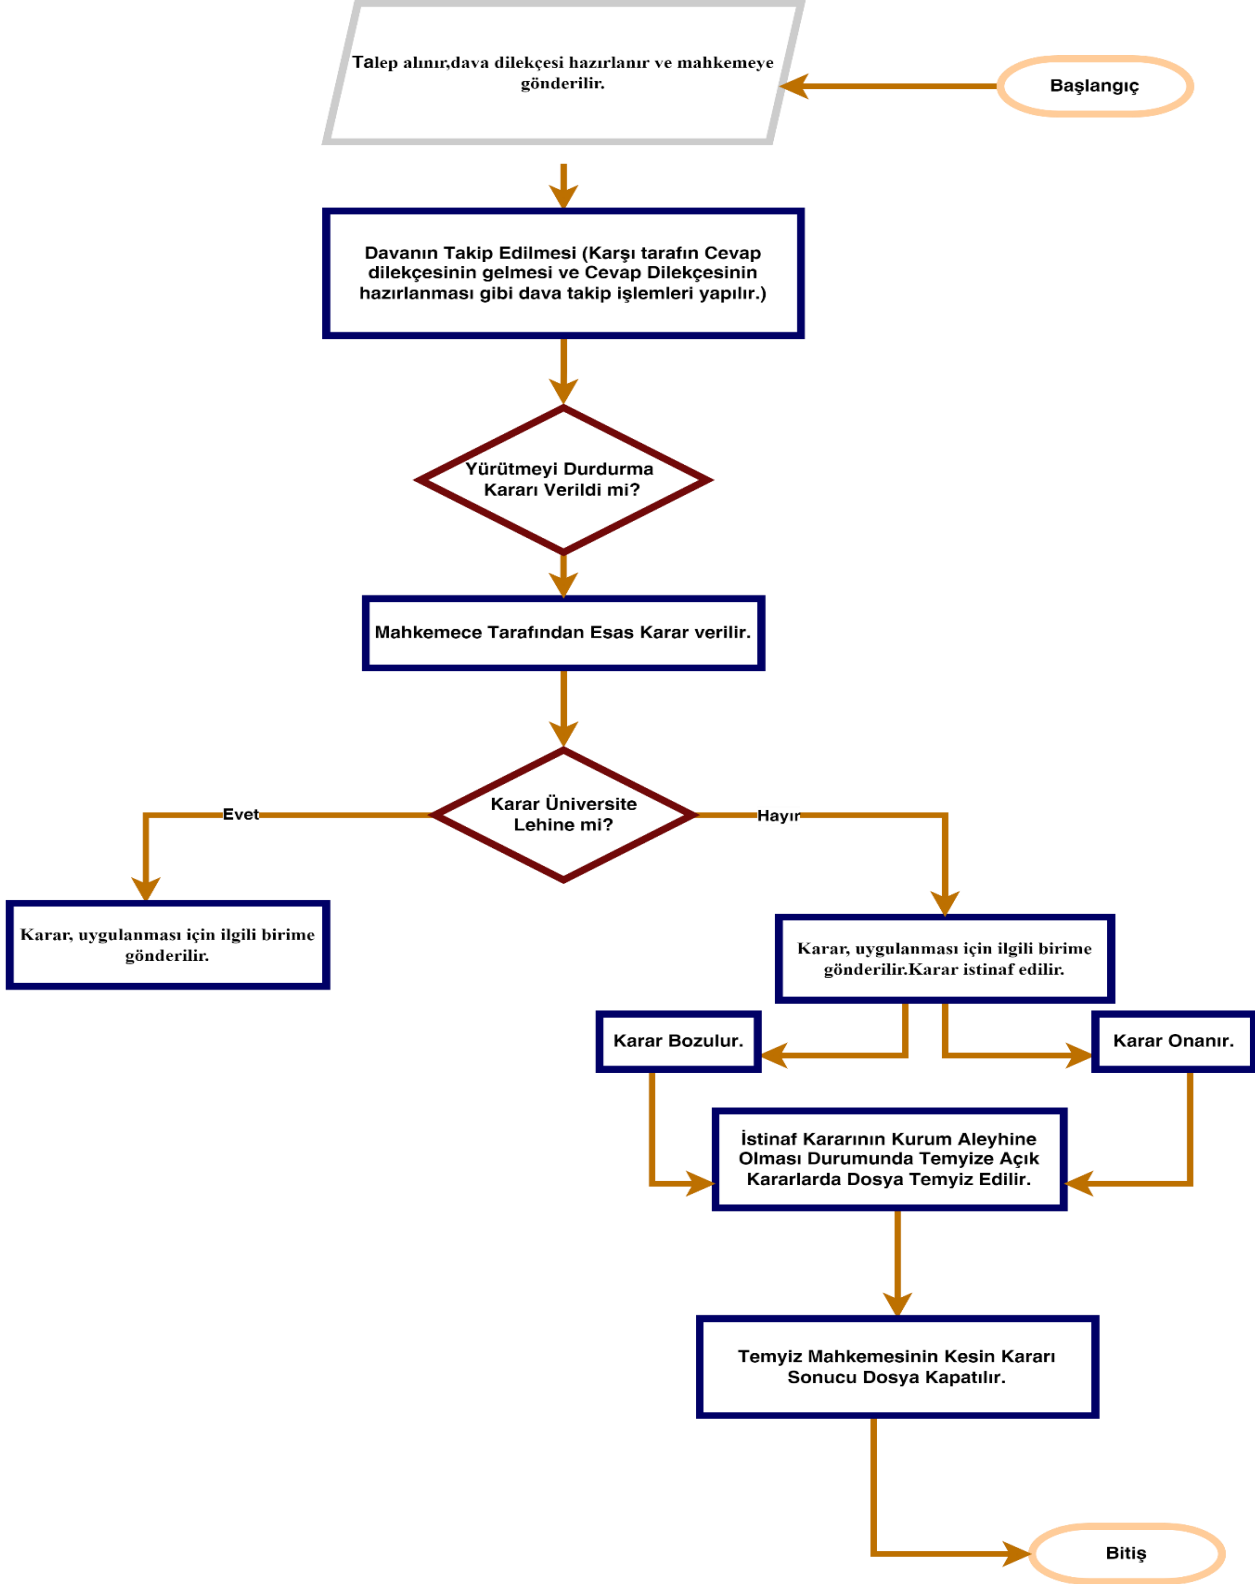 Talep alınır,dava dilekçesi hazırlanır ve mahkemeye
gönderilir.
Başlangıç
Davanın Takip Edilmesi (Karşı tarafın Cevap
dilekçesinin gelmesi ve Cevap Dilekçesinin
hazırlanması gibi dava takip işlemleri yapılır.)
Yürütmeyi Durdurma
Kararı Verildi mi?
Mahkemece Tarafından Esas Karar verilir.
Karar Üniversite
Lehine mi?
Evet
Hayır
Karar, uygulanması için ilgili birime
gönderilir.
Karar, uygulanması için ilgili birime
gönderilir.Karar istinaf edilir.
Karar Bozulur.
Karar Onanır.
İstinaf Kararının Kurum Aleyhine
Olması Durumunda Temyize Açık
Kararlarda Dosya Temyiz Edilir.
Temyiz Mahkemesinin Kesin Kararı
Sonucu Dosya Kapatılır.
Bitiş